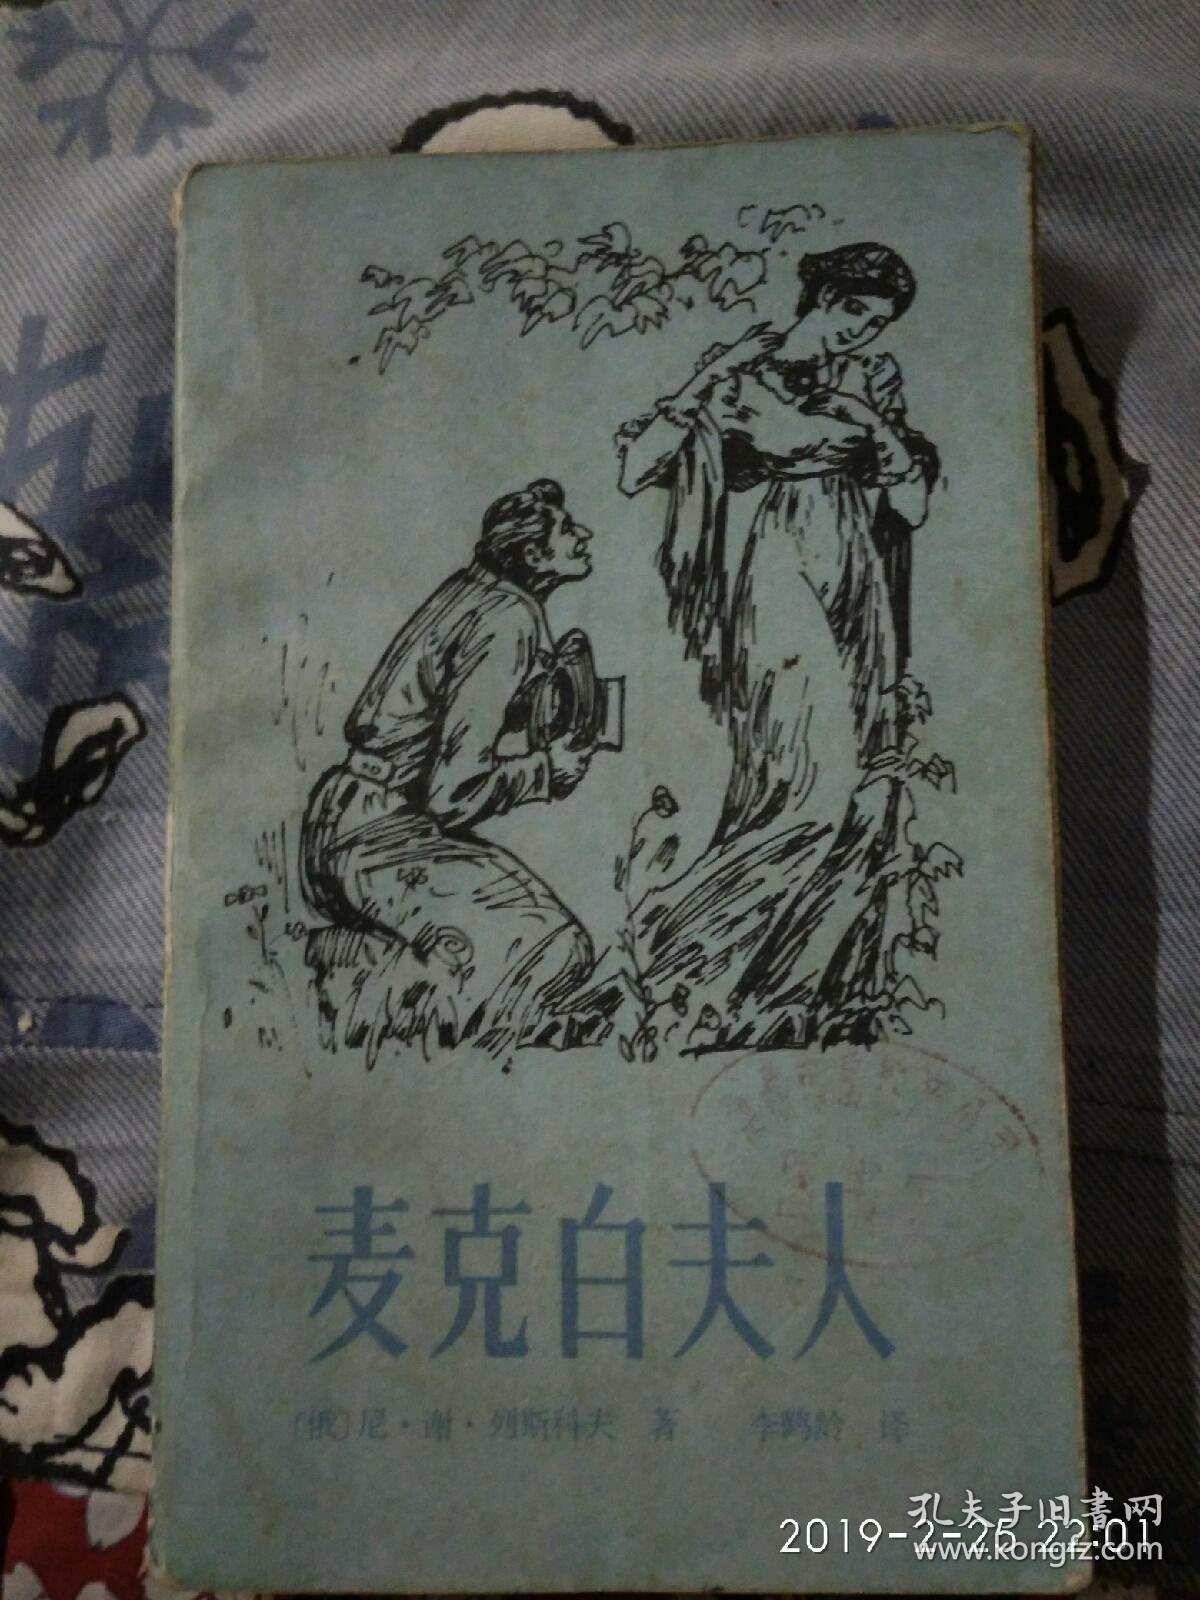 麦克白夫人
〔俄〕尼·谢·列斯科夫 著 李鹤龄 译
孔夫子旧書网
2019-2-25 22:01
www.kongfz.com